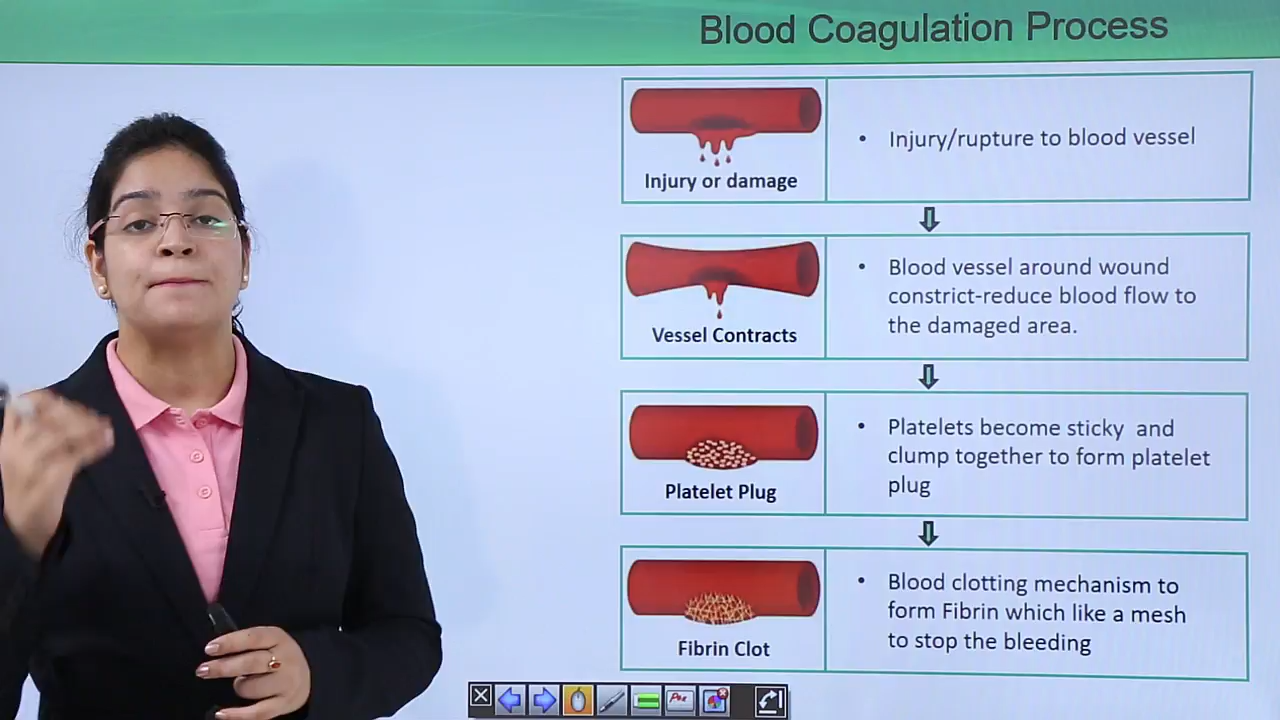 Blood Coagulation Process
Injury or damage
• Injury/rupture to blood vessel
Vessel Contracts
• Blood vessel around wound
constrict-reduce blood flow to
the damaged area.
Platelet Plug
• Platelets become sticky and
clump together to form platelet
plug
Fibrin Clot
• Blood clotting mechanism to
form Fibrin which like a mesh
to stop the bleeding